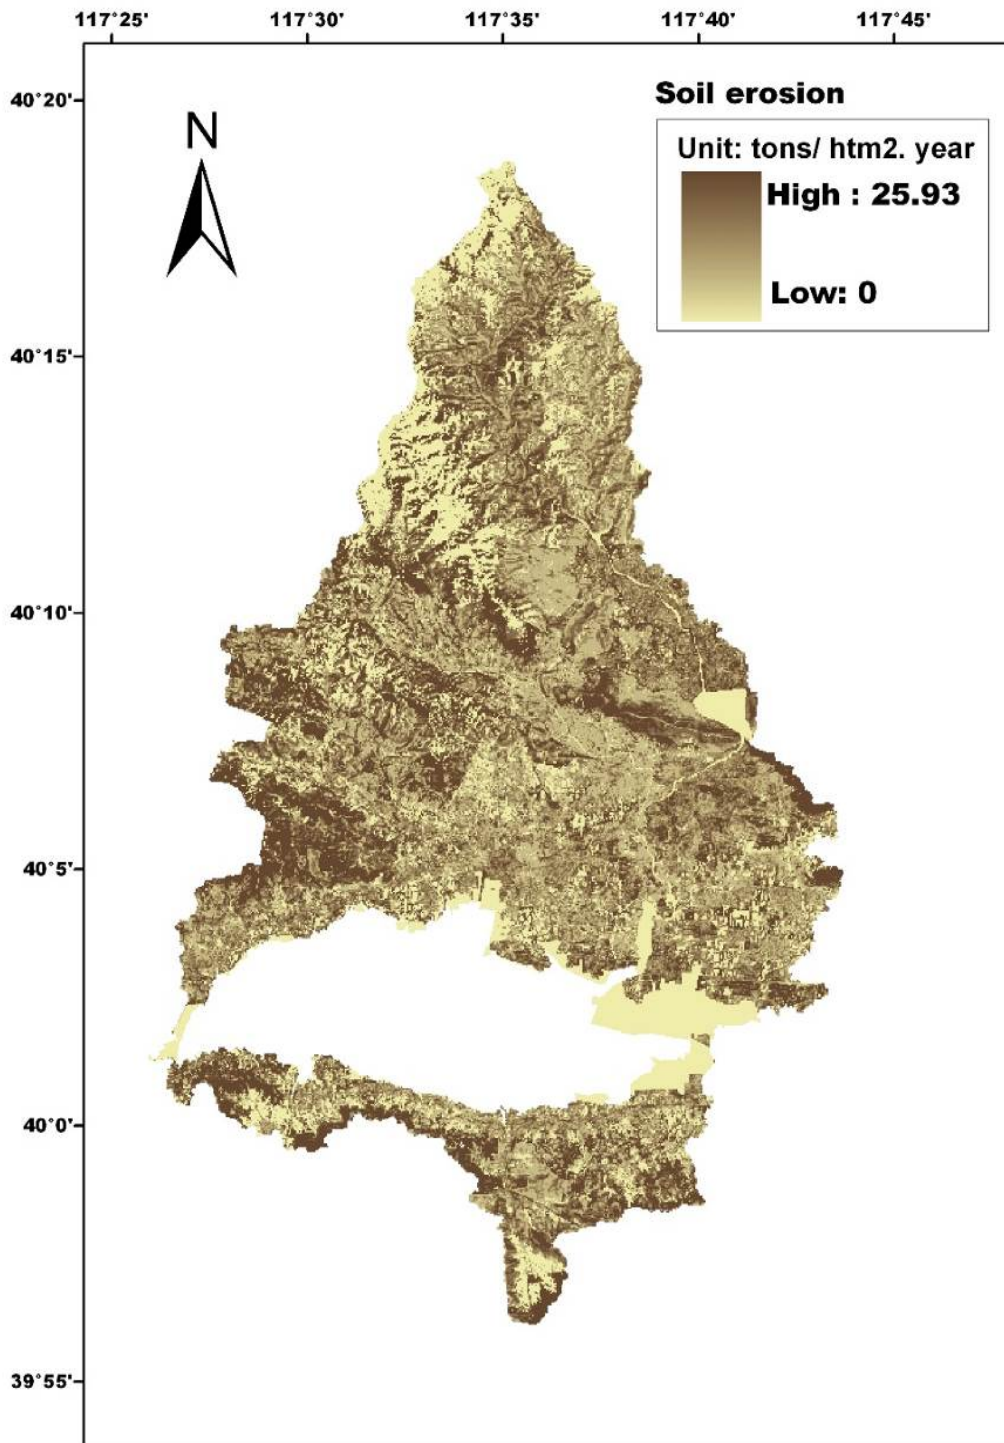 117°25' 117°30' 117°35' 117°40' 117°45'
40°20'
Soil erosion
N
Unit: tons/ htm2. year
High : 25.93
Low: 0
40°15'
40°10'
40°5'
40°0'
39°55'